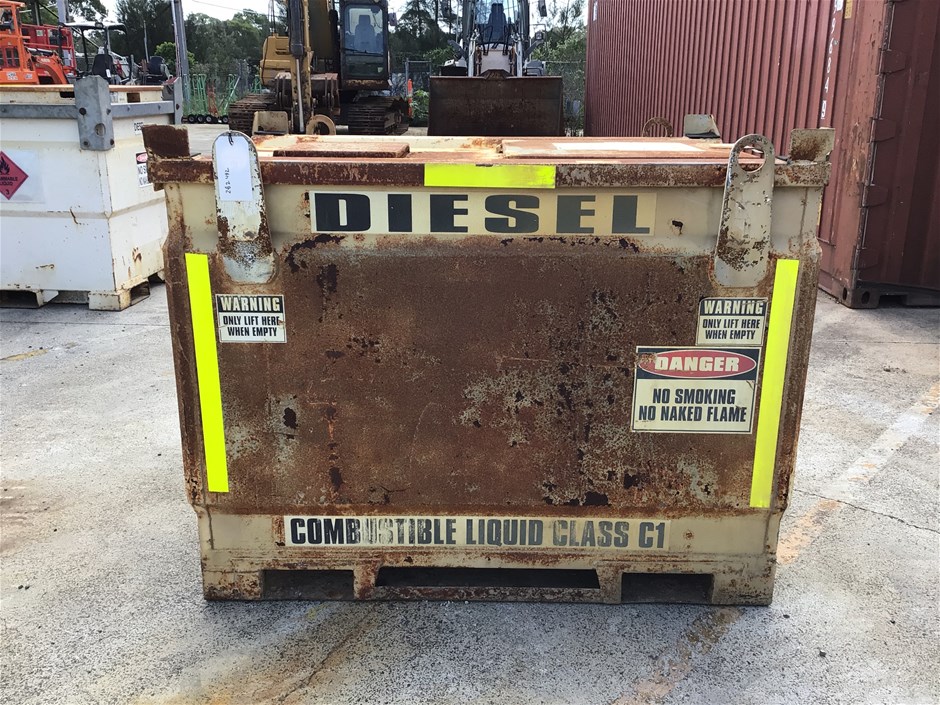 DIESEL
WARNING
ONLY LIFT HERE
WHEN EMPTY
WARNING
ONLY LIFT HERE
WHEN EMPTY
DANGER
NO SMOKING
NO NAKED FLAME
COMBUSTIBLE LIQUID CLASS C1